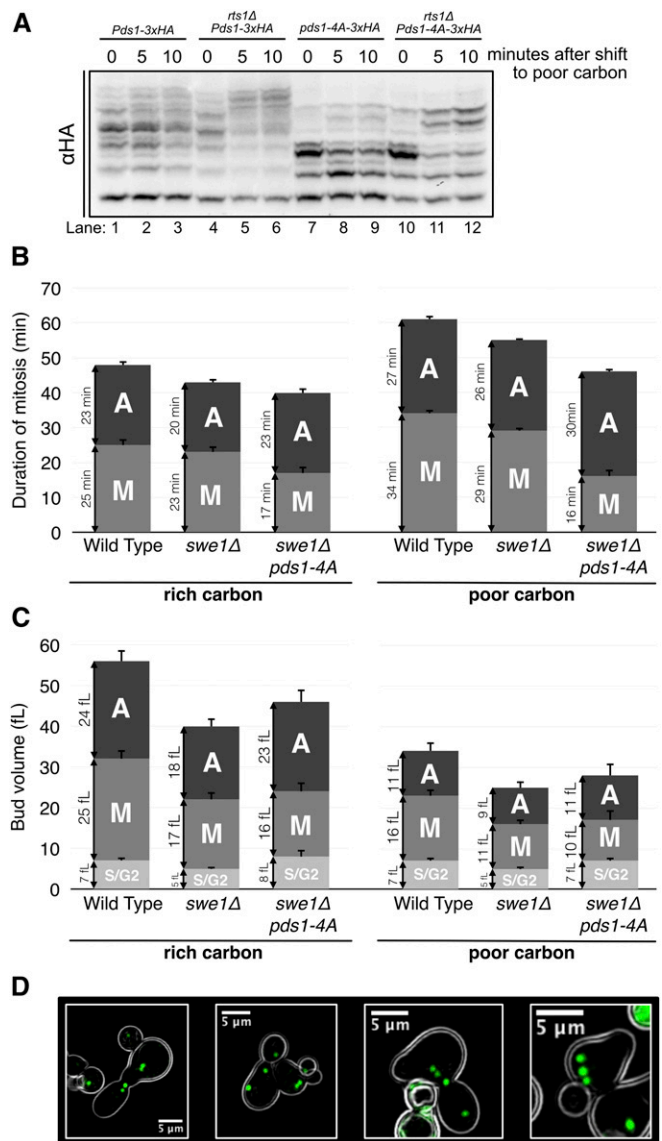 A
Pds1-3xHA
rts1Δ
Pds1-3xHA
pds1-4A-3xHA
rts1Δ
Pds1-4A-3xHA
0 5 10 0 5 10 0 5 10 0 5 10 minutes after shift
to poor carbon
αHA
Lane: 1 2 3 4 5 6 7 8 9 10 11 12
B
Duration of mitosis (min)
70
60
50
40
30
20
10
0
23 min A
25 min M
20 min A
23 min M
23 min A
17 min M
27 min A
34 min M
26 min A
29 min M
30min A
16 min M
Wild Type swe1Δ swe1Δ
pds1-4A
rich carbon
Wild Type swe1Δ swe1Δ
pds1-4A
poor carbon
C
Bud volume (fL)
60
50
40
30
20
10
0
24 fL A
25 fL M
7 fL S/G2
18 fL A
17 fL M
5 fL S/G2
23 fL A
16 fL M
8 fL S/G2
11 fL A
16 fL M
7 fL S/G2
9 fL A
11 fL M
5 fL S/G2
11 fL A
10 fL M
7 fL S/G2
Wild Type swe1Δ swe1Δ
pds1-4A
rich carbon
Wild Type swe1Δ swe1Δ
pds1-4A
poor carbon
D
5 µm
5 µm
5 µm
5 µm